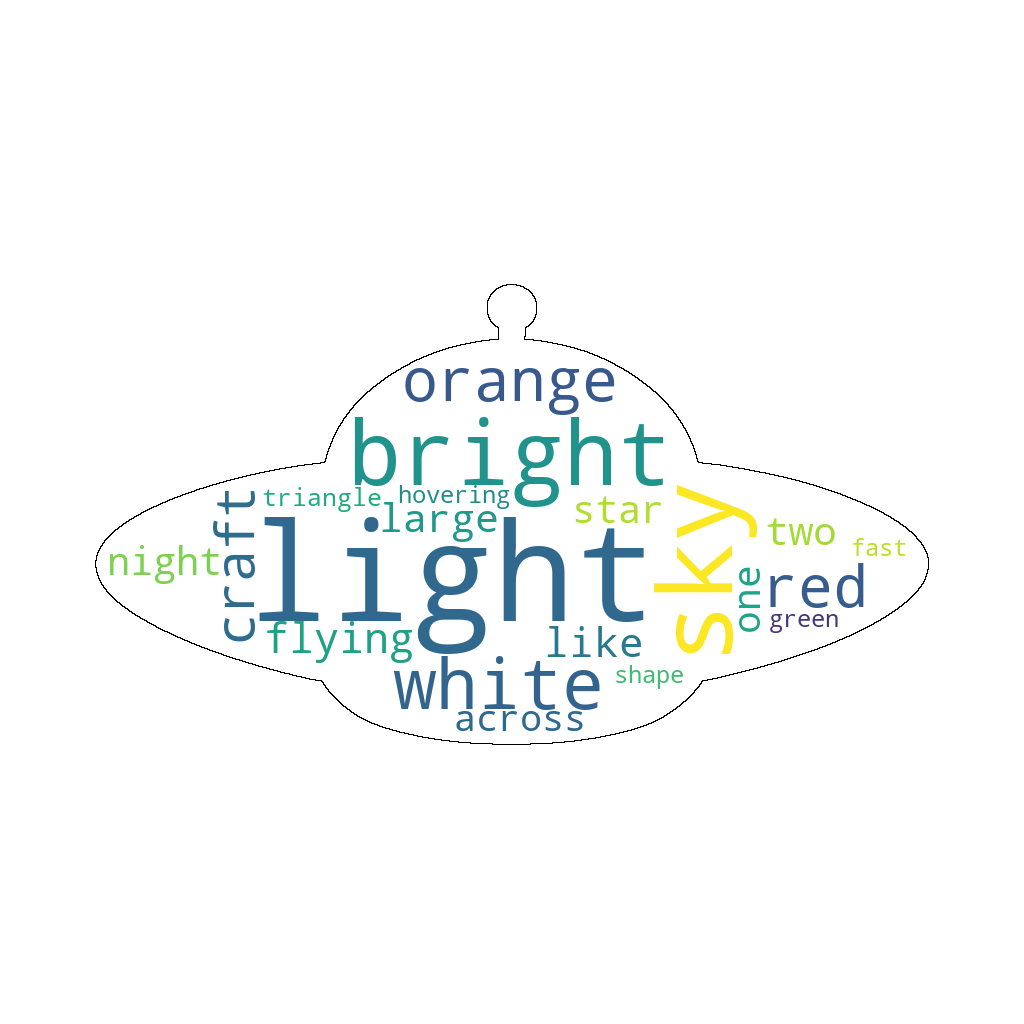 orange
bright
triangle
hovering
large
star
sky
craft
light
night
two
fast
one
red
green
flying
like
white
shape
across